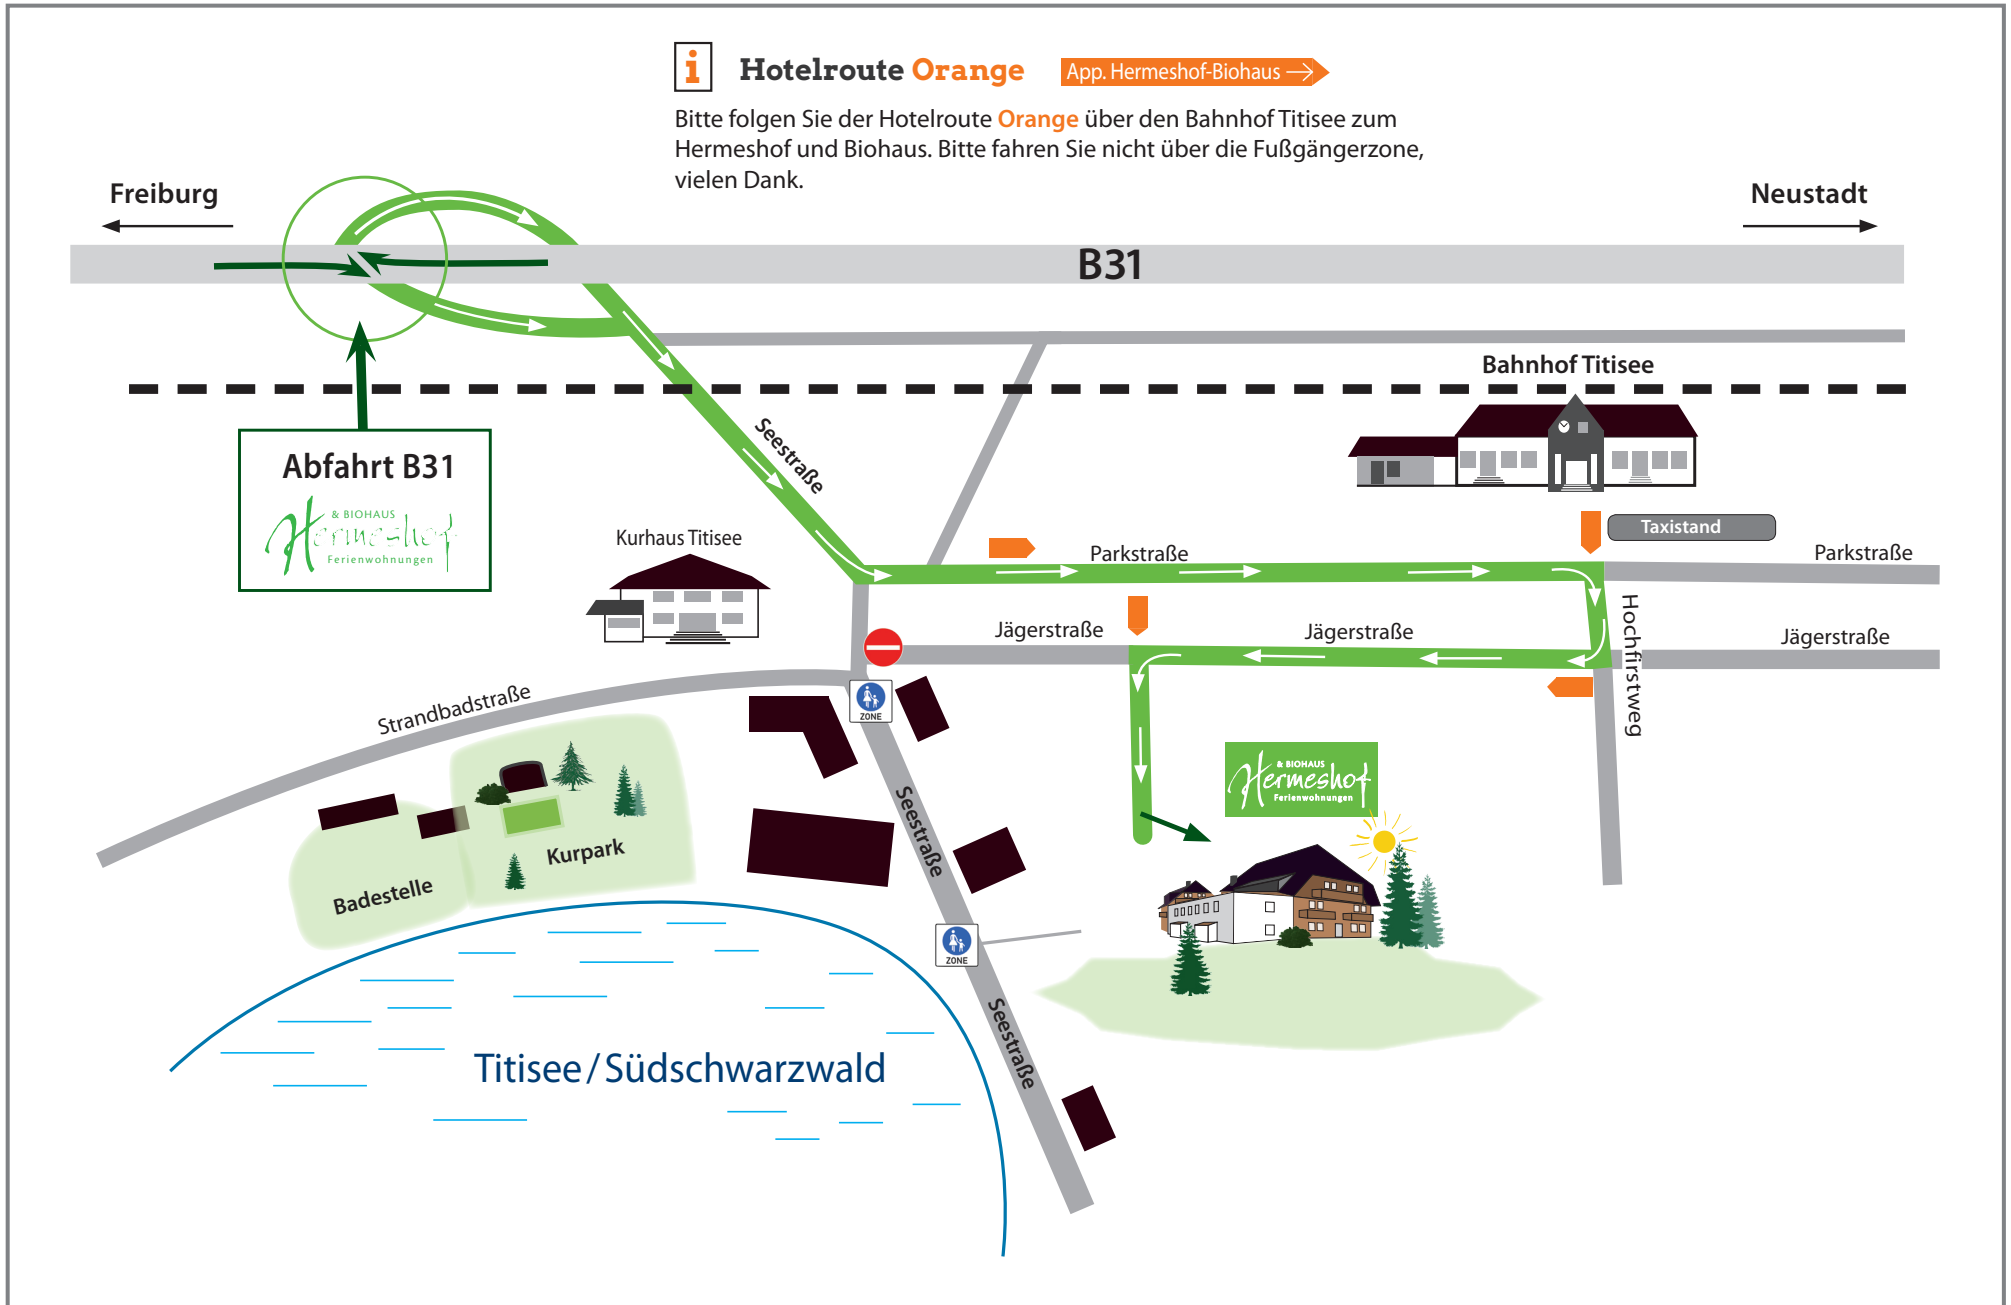 i Hotelroute Orange App. Hermeshof-Biohaus →
Bitte folgen Sie der Hotelroute Orange über den Bahnhof Titisee zum
Hermeshof und Biohaus. Bitte fahren Sie nicht über die Fußgängerzone,
vielen Dank.
Freiburg
Neustadt
B31
Bahnhof Titisee
Abfahrt B31
& BIOHAUS
Hermeshof
Ferienwohnungen
Seestraße
Kurhaus Titisee
Taxistand
Parkstraße
Parkstraße
Hochfirstweg
Jägerstraße
Jägerstraße
Jägerstraße
Strandbadstraße
ZONE
& BIOHAUS
Hermeshof
Ferienwohnungen
Seestraße
Kurpark
Badestelle
ZONE
Seestraße
Titisee/Südschwarzwald